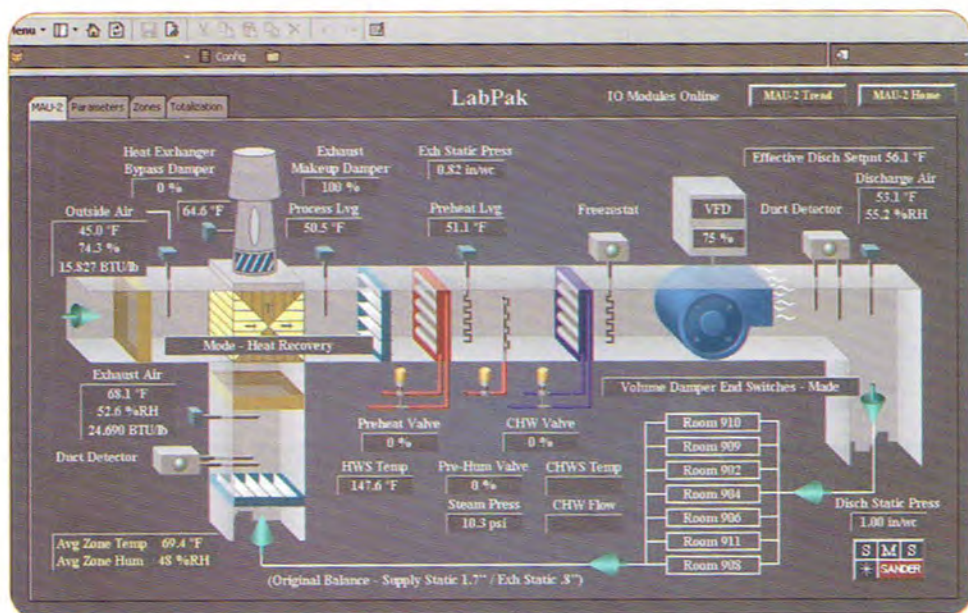 Menu
Config
MAU-2 Parameters Zones Totalization
LabPak
IO Modules Online
MAU-2 Trend
MAU-2 Home
Heat Exchanger
Bypass Damper
0 %
Exhaust
Makeup Damper
100 %
Exh Static Press
0.82 in/wc
Effective Disch Setpnt 56.1 °F
Outside Air
45.0 °F
74.3 %
15.827 BTU/lb
64.6 °F
Process Lvg
50.5 °F
Preheat Lvg
51.1 °F
Freezestat
VFD
75 %
Duct Detector
Discharge Air
55.1 °F
55.2 %RH
T
Mode - Heat Recovery
Exhaust Air
68.1 °F
52.6 %RH
24.690 BTU/lb
Volume Damper End Switches - Made
Preheat Valve
0 %
CHW Valve
0 %
Duct Detector
HWS Temp
147.6 °F
Pre-Hum Valve
0 %
CHWS Temp
Steam Press
10.3 psi
CHW Flow
Room 910
Room 909
Room 902
Room 904
Room 906
Room 911
Room 908
Disch Static Press
1.00 in/wc
Avg Zone Temp 69.4 °F
Avg Zone Hum 48 %RH
(Original Balance - Supply Static 1.7" / Exh Static .8")
S M S
SANDER